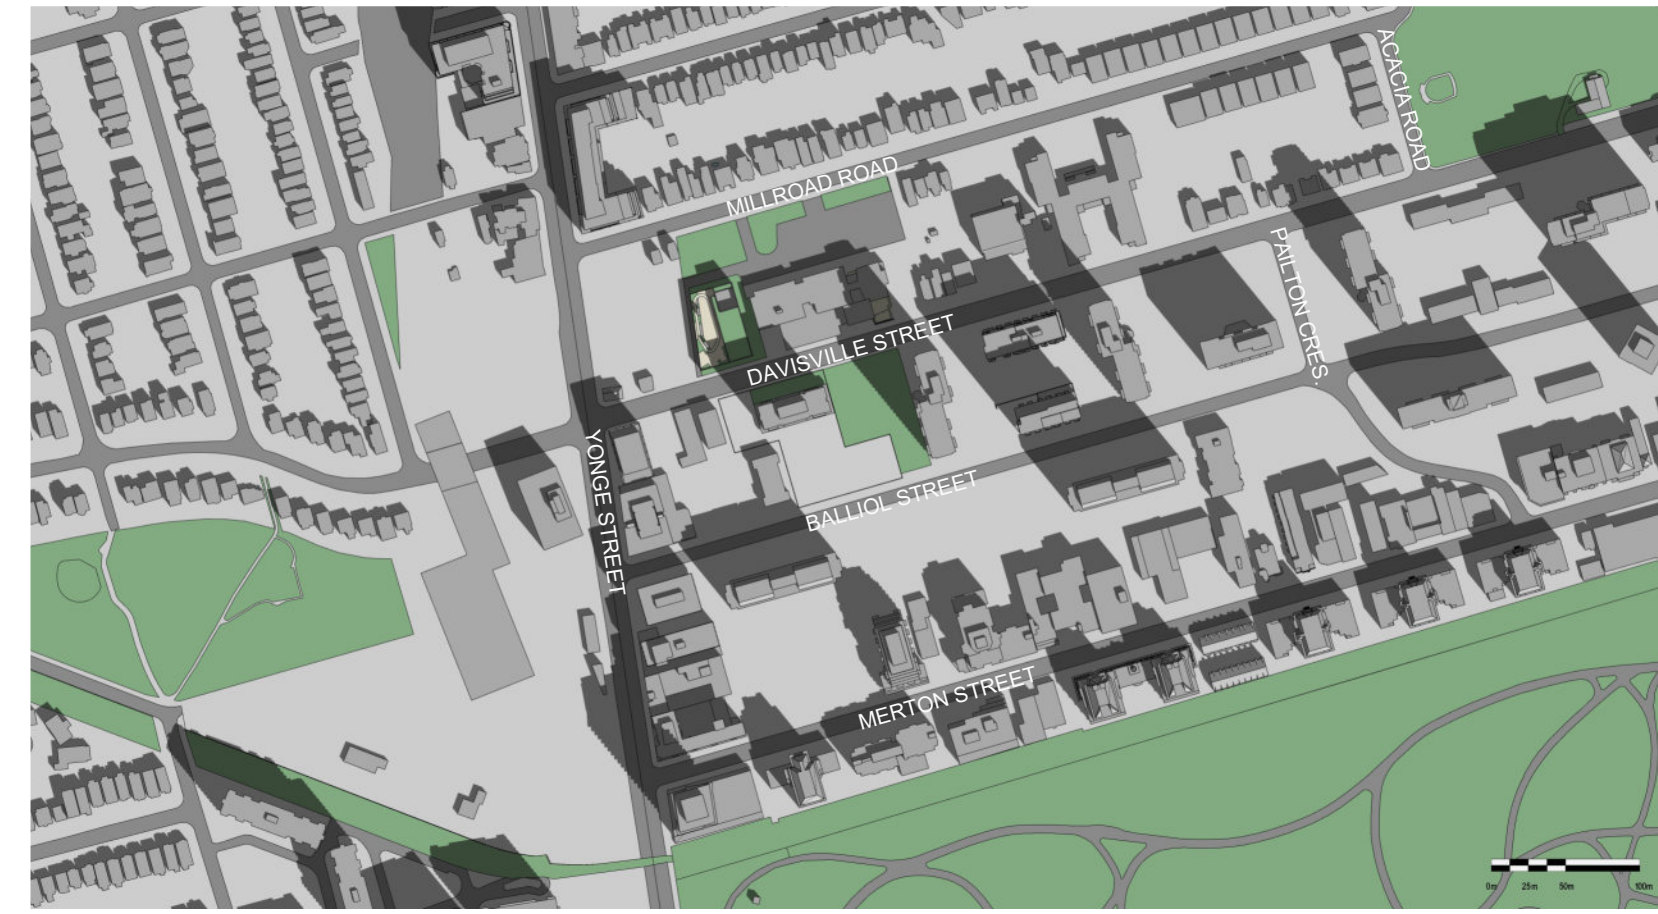 ACACIA ROAD
MILLROAD ROAD
PAILTON CRES.
DAVISVILLE STREET
YONGE STREET
BALLIOL STREET
MERTON STREET
0m 25m 50m 100m